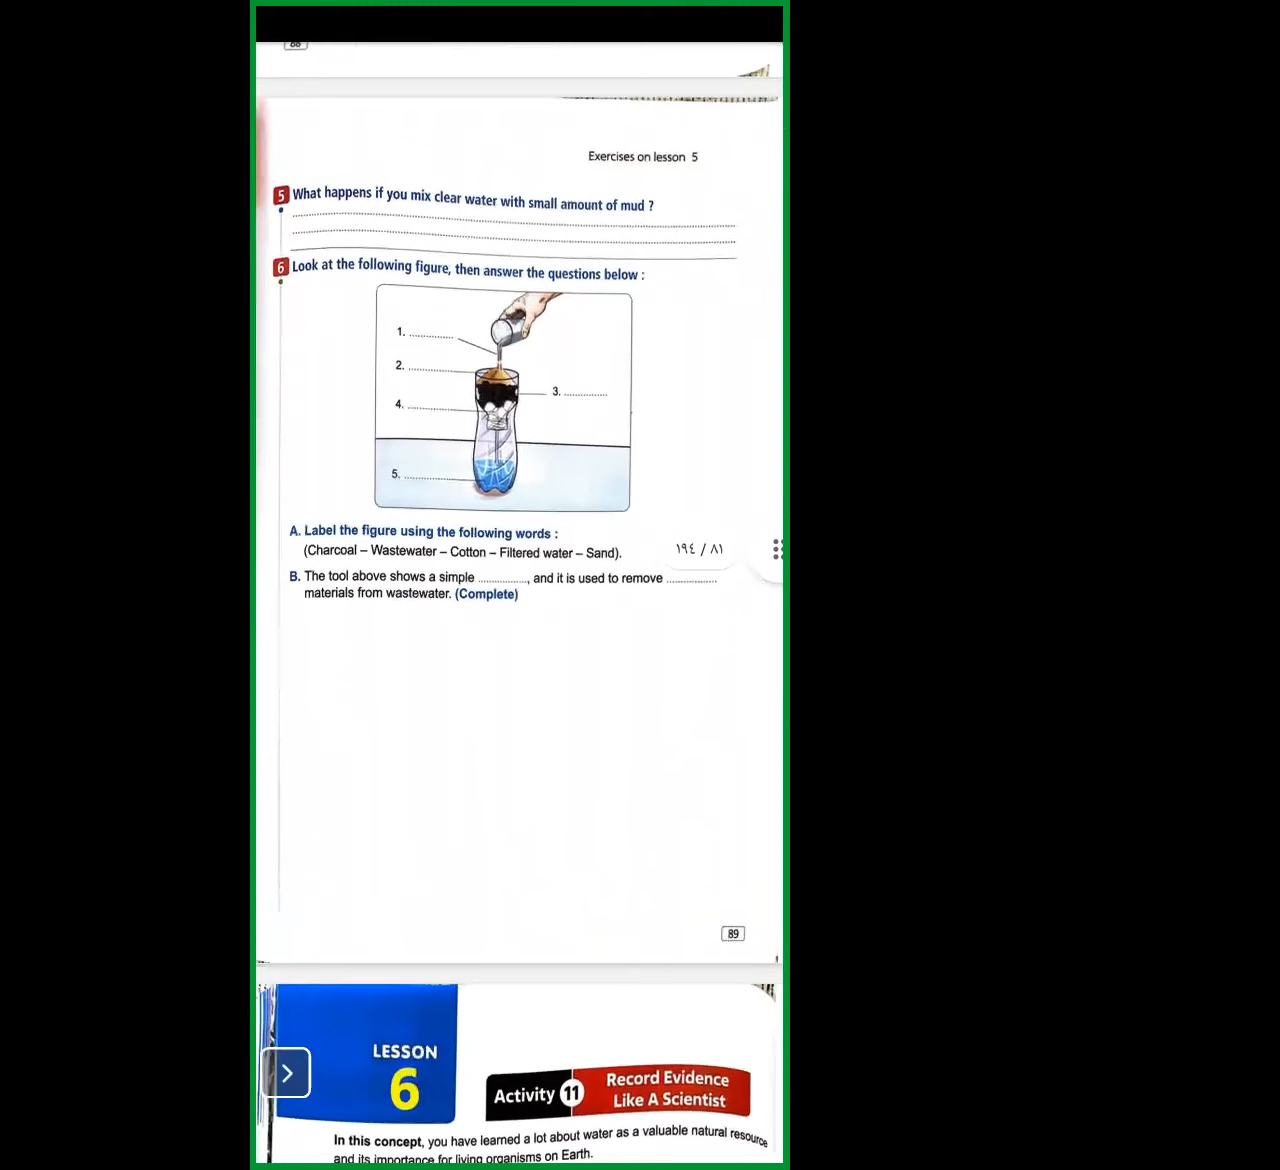 88
Exercises on lesson 5
5 What happens if you mix clear water with small amount of mud ?
6 Look at the following figure, then answer the questions below :
1. ..............
2. ..............
3. ..............
4. ..............
5. ..............
A. Label the figure using the following words :
(Charcoal – Wastewater – Cotton – Filtered water – Sand).
١٩٤ / ٨١
B. The tool above shows a simple .............., and it is used to remove ..............
materials from wastewater. (Complete)
89
LESSON
6
Activity 11
Record Evidence
Like A Scientist
In this concept, you have learned a lot about water as a valuable natural resource
and its importance for living organisms on Earth.